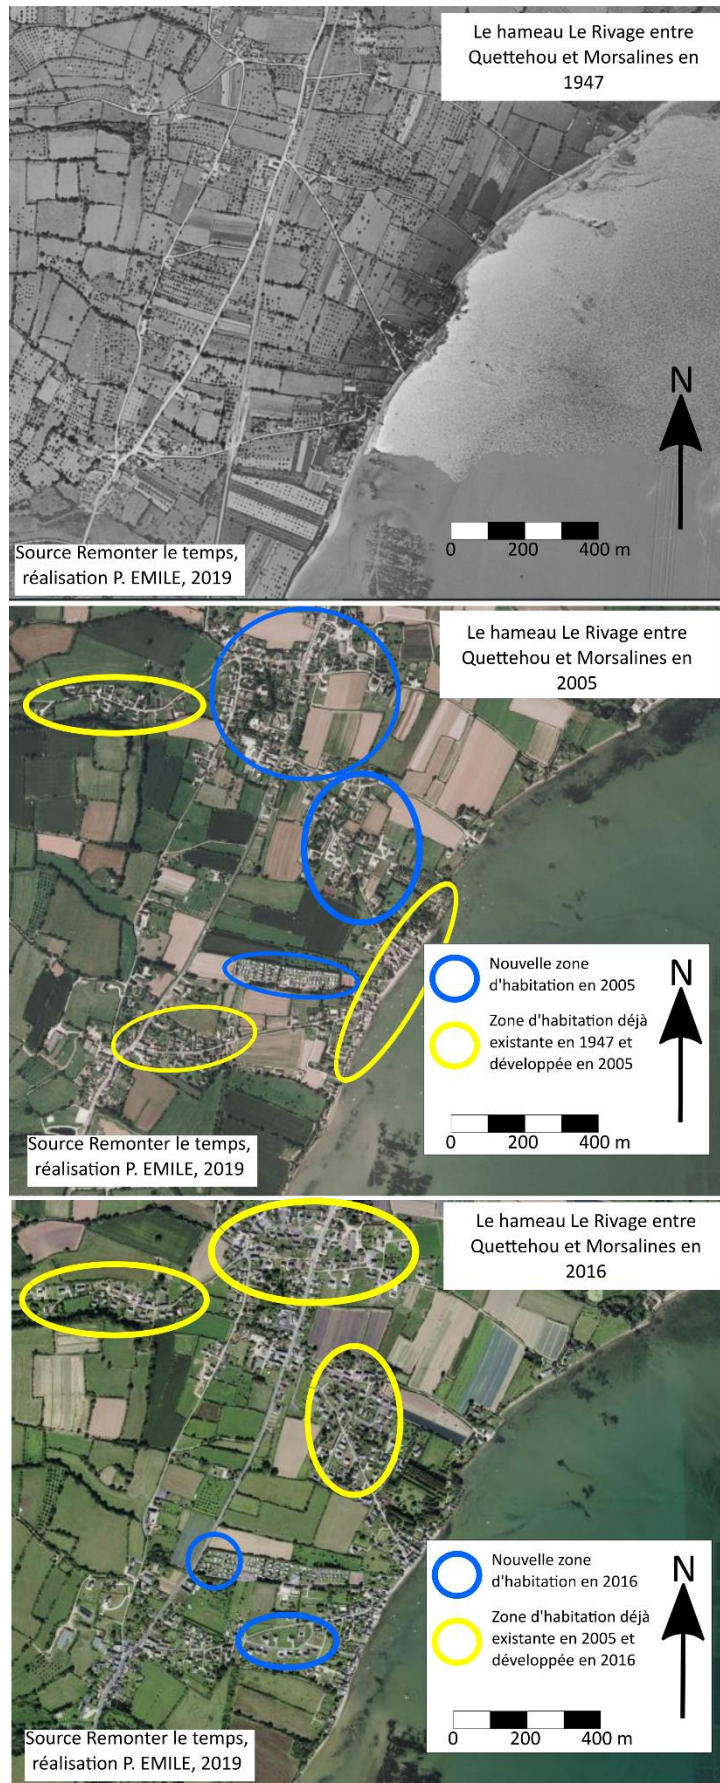 Le hameau Le Rivage entre
Quettehou et Morsalines en
1947
N
0 200 400 m
Source Remonter le temps,
réalisation P. EMILE, 2019
Le hameau Le Rivage entre
Quettehou et Morsalines en
2005
Nouvelle zone
d'habitation en 2005
Zone d'habitation déjà
existante en 1947 et
développée en 2005
N
0 200 400 m
Source Remonter le temps,
réalisation P. EMILE, 2019
Le hameau Le Rivage entre
Quettehou et Morsalines en
2016
Nouvelle zone
d'habitation en 2016
Zone d'habitation déjà
existante en 2005 et
développée en 2016
N
0 200 400 m
Source Remonter le temps,
réalisation P. EMILE, 2019